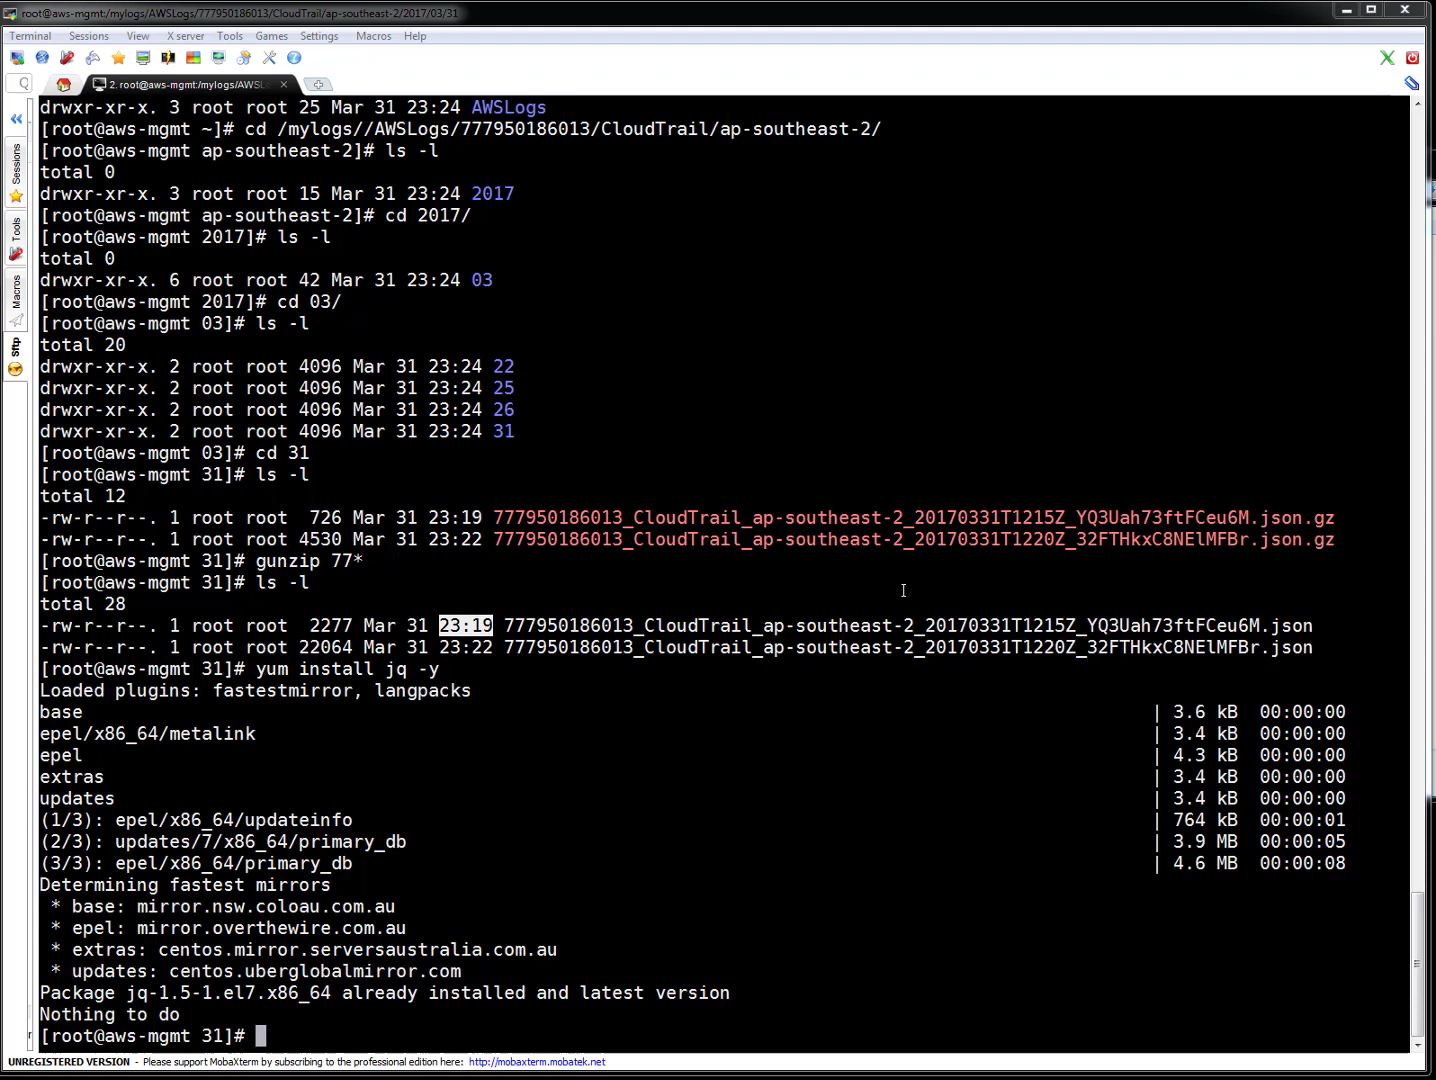 root@aws-mgmt:/mylogs/AWSLogs/777950186013/CloudTrail/ap-southeast-2/2017/03/31
Terminal Sessions View X server Tools Games Settings Macros Help
2. root@aws-mgmt:/mylogs/AWSL
Sessions
Tools
Macros
Sftp
drwxr-xr-x. 3 root root 25 Mar 31 23:24 AWSLogs
[root@aws-mgmt ~]# cd /mylogs//AWSLogs/777950186013/CloudTrail/ap-southeast-2/
[root@aws-mgmt ap-southeast-2]# ls -l
total 0
drwxr-xr-x. 3 root root 15 Mar 31 23:24 2017
[root@aws-mgmt ap-southeast-2]# cd 2017/
[root@aws-mgmt 2017]# ls -l
total 0
drwxr-xr-x. 6 root root 42 Mar 31 23:24 03
[root@aws-mgmt 2017]# cd 03/
[root@aws-mgmt 03]# ls -l
total 20
drwxr-xr-x. 2 root root 4096 Mar 31 23:24 22
drwxr-xr-x. 2 root root 4096 Mar 31 23:24 25
drwxr-xr-x. 2 root root 4096 Mar 31 23:24 26
drwxr-xr-x. 2 root root 4096 Mar 31 23:24 31
[root@aws-mgmt 03]# cd 31
[root@aws-mgmt 31]# ls -l
total 12
-rw-r--r--. 1 root root  726 Mar 31 23:19 777950186013_CloudTrail_ap-southeast-2_20170331T1215Z_YQ3Uah73ftFCeu6M.json.gz
-rw-r--r--. 1 root root 4530 Mar 31 23:22 777950186013_CloudTrail_ap-southeast-2_20170331T1220Z_32FTHkxC8NElMFBr.json.gz
[root@aws-mgmt 31]# gunzip 77*
[root@aws-mgmt 31]# ls -l
total 28
-rw-r--r--. 1 root root  2277 Mar 31 23:19 777950186013_CloudTrail_ap-southeast-2_20170331T1215Z_YQ3Uah73ftFCeu6M.json
-rw-r--r--. 1 root root 22064 Mar 31 23:22 777950186013_CloudTrail_ap-southeast-2_20170331T1220Z_32FTHkxC8NElMFBr.json
[root@aws-mgmt 31]# yum install jq -y
Loaded plugins: fastestmirror, langpacks
base | 3.6 kB 00:00:00
epel/x86_64/metalink | 3.4 kB 00:00:00
epel | 4.3 kB 00:00:00
extras | 3.4 kB 00:00:00
updates | 3.4 kB 00:00:00
(1/3): epel/x86_64/updateinfo | 764 kB 00:00:01
(2/3): updates/7/x86_64/primary_db | 3.9 MB 00:00:05
(3/3): epel/x86_64/primary_db | 4.6 MB 00:00:08
Determining fastest mirrors
* base: mirror.nsw.coloau.com.au
* epel: mirror.overthewire.com.au
* extras: centos.mirror.serversaustralia.com.au
* updates: centos.uberglobalmirror.com
Package jq-1.5-1.el7.x86_64 already installed and latest version
Nothing to do
[root@aws-mgmt 31]#
UNREGISTERED VERSION - Please support MobaXterm by subscribing to the professional edition here: http://mobaxterm.mobatek.net